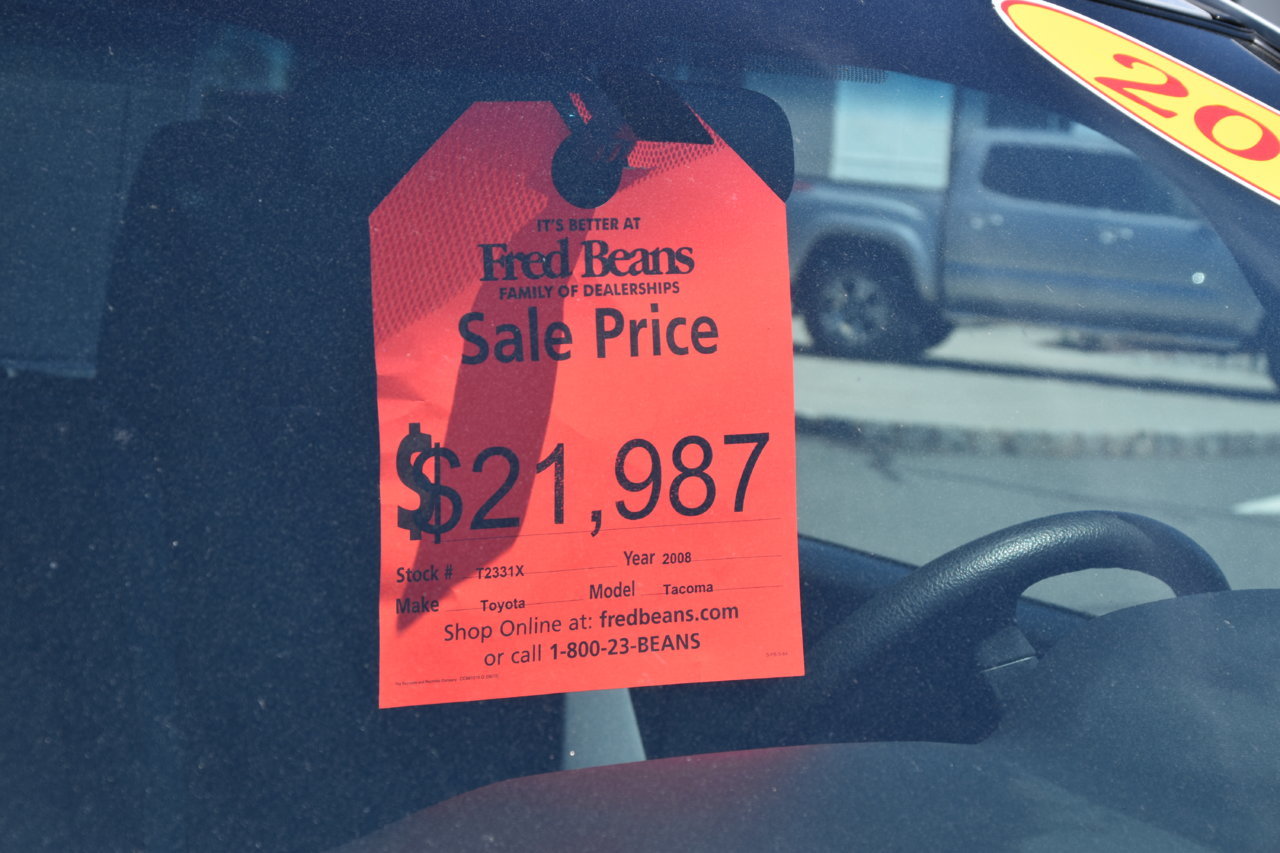 20
IT'S BETTER AT
Fred Beans
FAMILY OF DEALERSHIPS
Sale Price
$$21,987
Stock # T2331X Year 2008
Make Toyota Model Tacoma
Shop Online at: fredbeans.com
or call 1-800-23-BEANS